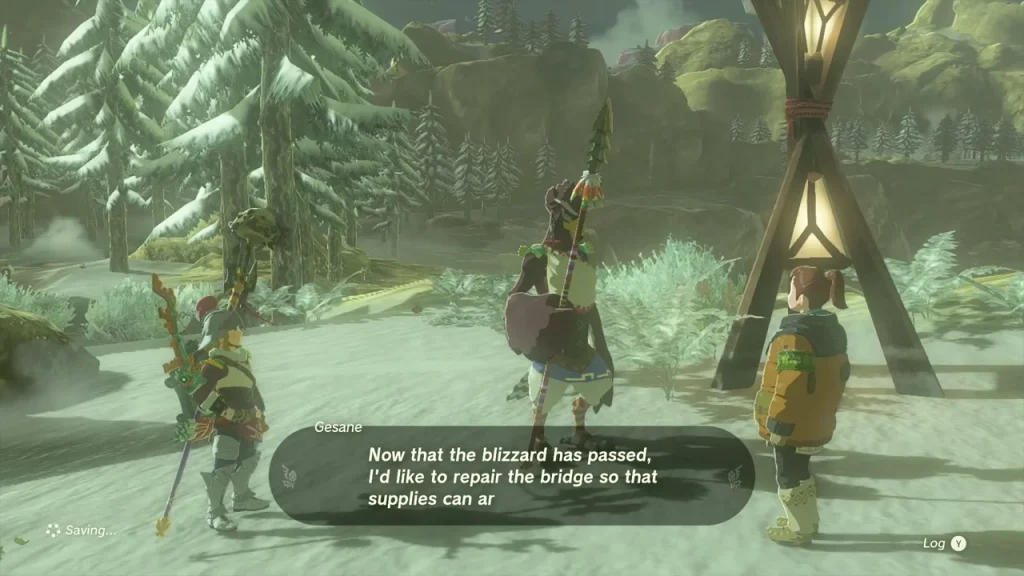 Gesane
Now that the blizzard has passed,
I'd like to repair the bridge so that
supplies can ar
Saving...
Log Y